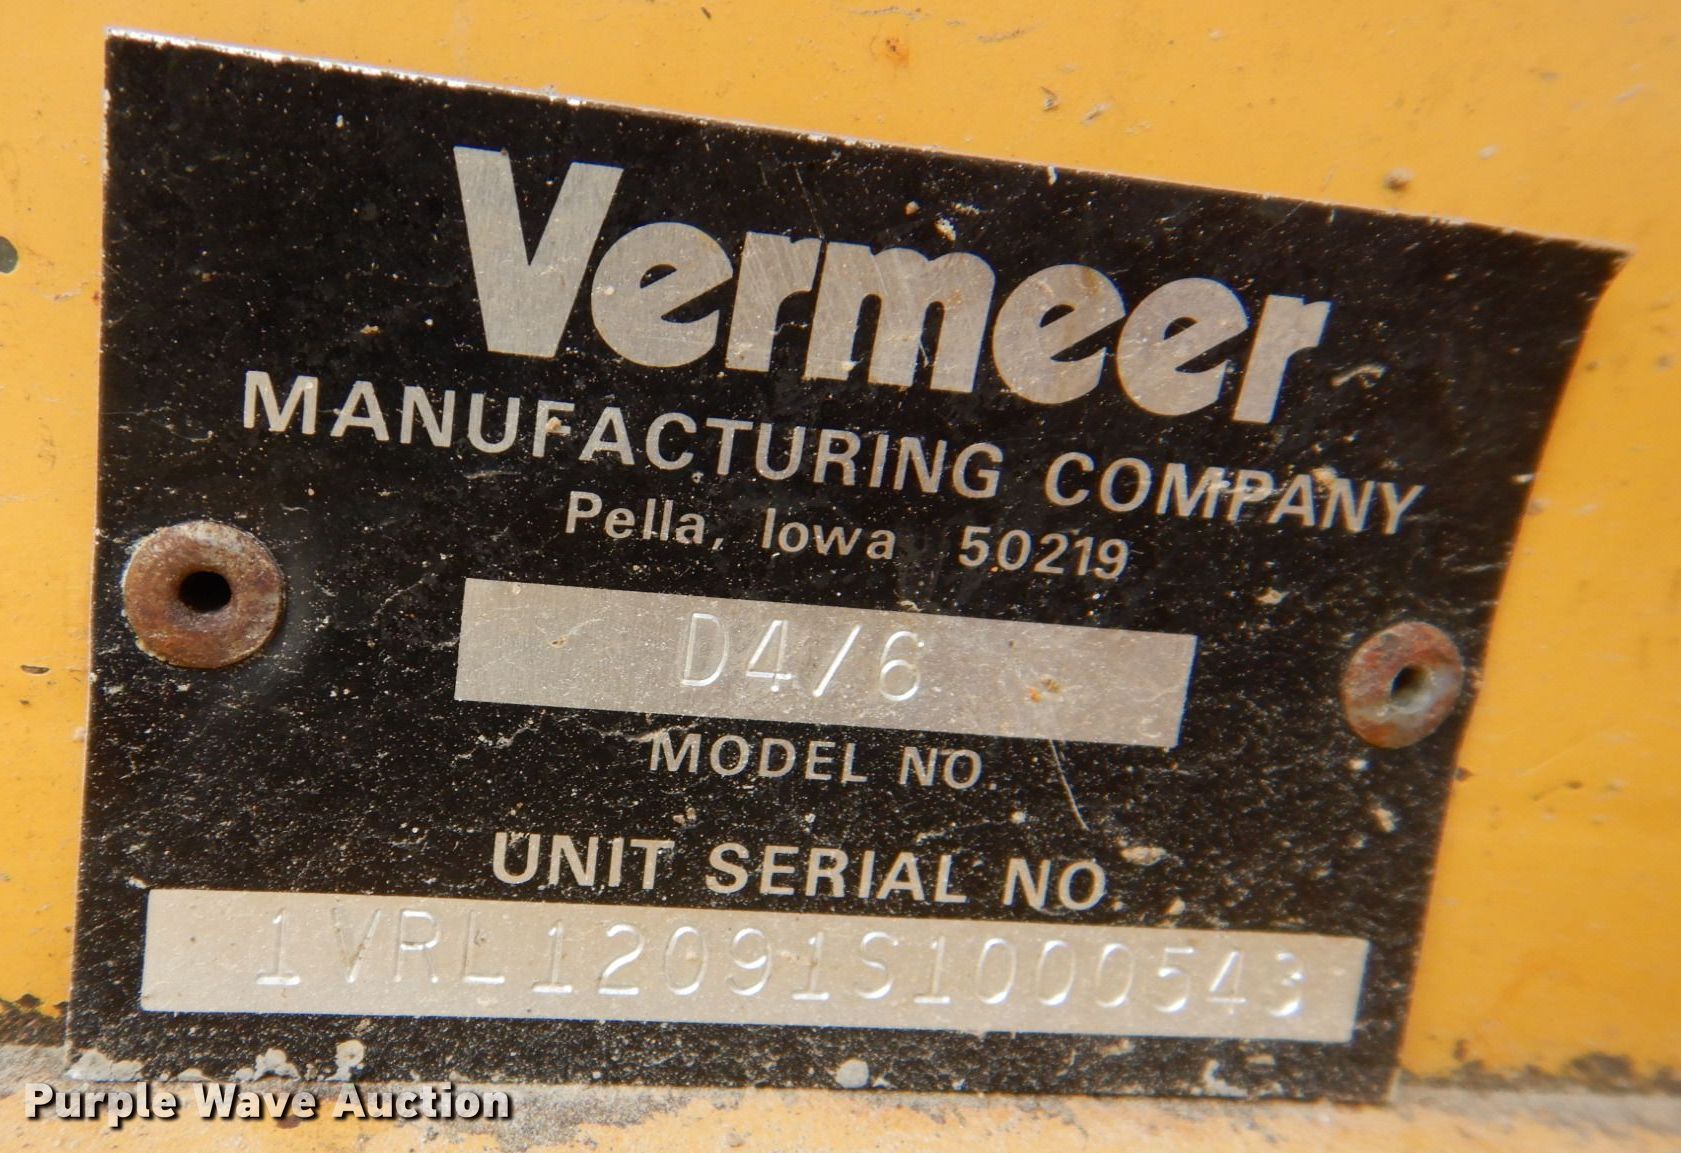 Vermeer
MANUFACTURING COMPANY
Pella, Iowa 50219
D4/6
MODEL NO.
UNIT SERIAL NO.
1VRL12091S1000543
Purple Wave Auction